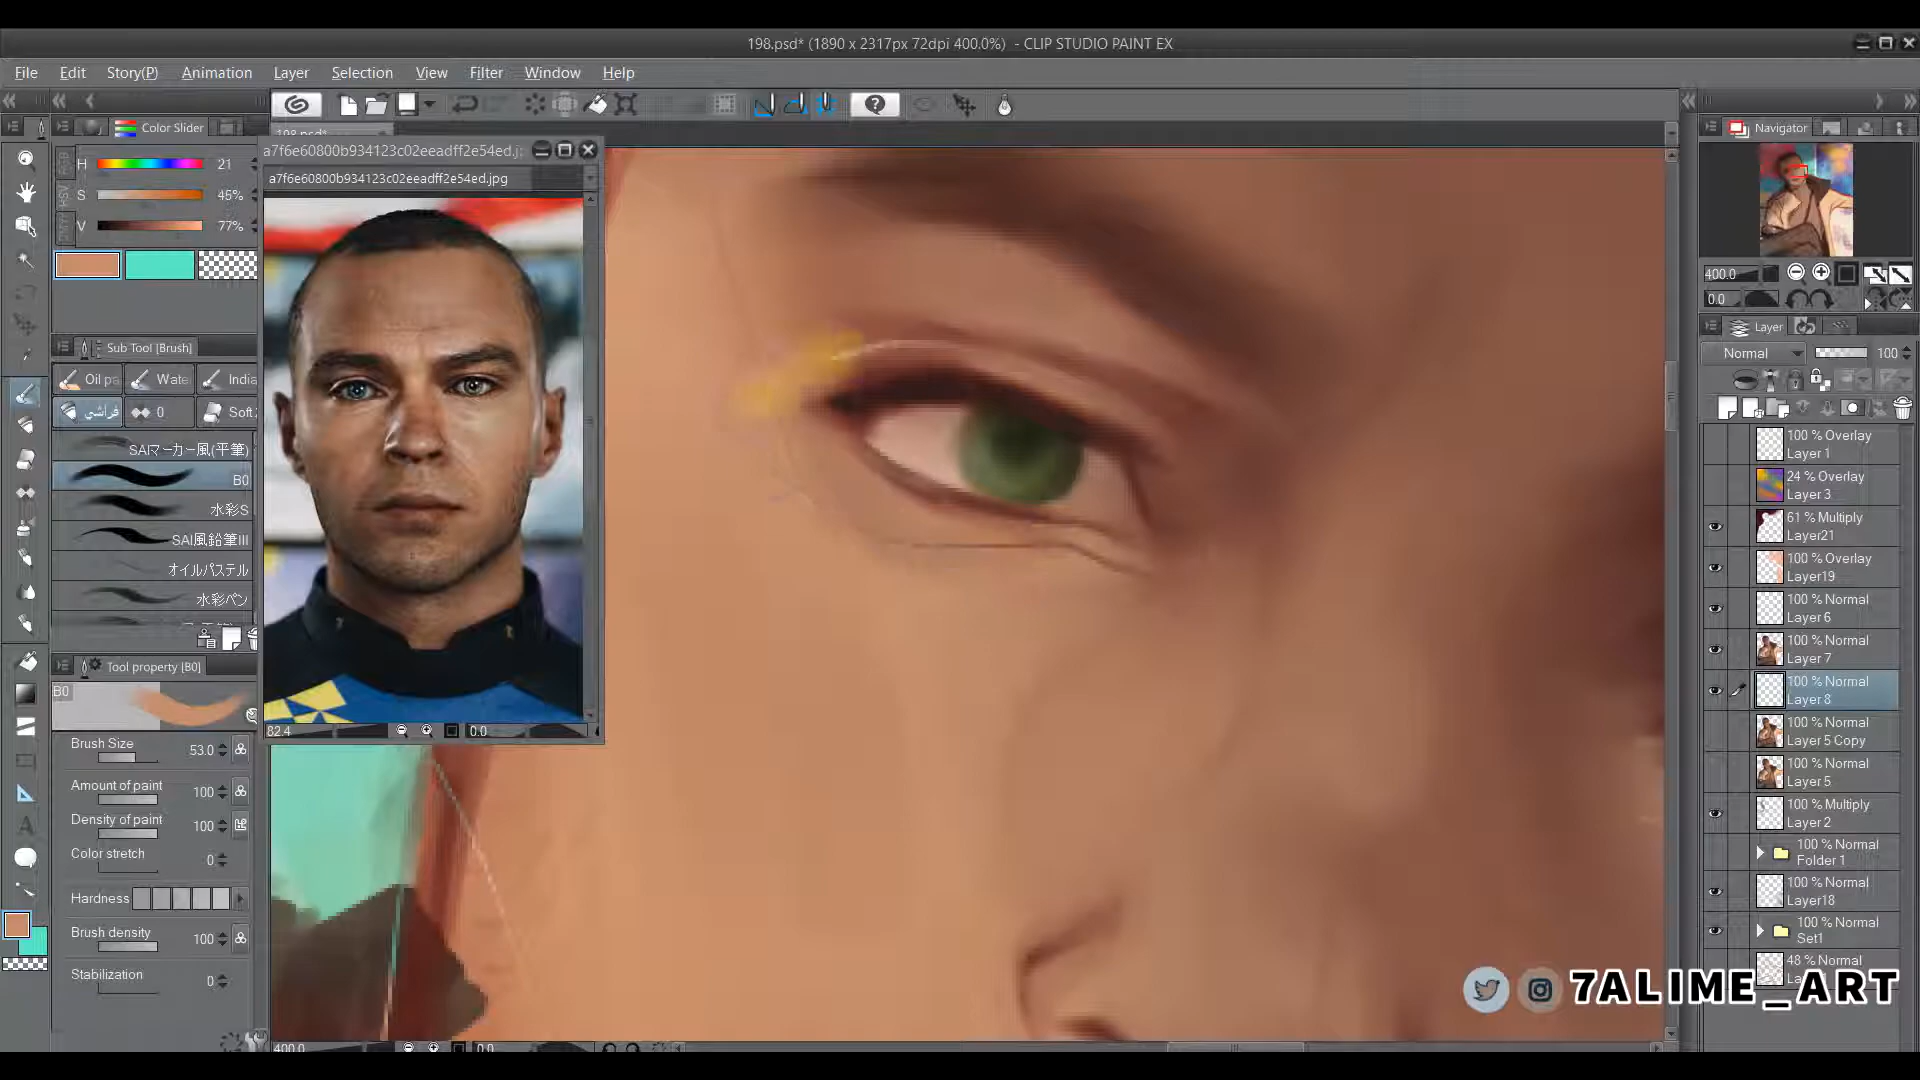 198.psd* (1890 x 2317px 72dpi 400.0%) - CLIP STUDIO PAINT EX
File Edit Story(P) Animation Layer Selection View Filter Window Help
Color Slider
H 21
S 45%
V 77%
198.psd*
a7f6e60800b934123c02eeadff2e54ed.j
a7f6e60800b934123c02eeadff2e54ed.jpg
82.4 0.0
Sub Tool [Brush]
Oil pa Wate India
فراشي 0 Soft
SAIマーカー風(平筆)
B0
水彩S
SAI風鉛筆III
オイルパステル
水彩ペン
Tool property [B0]
B0
Brush Size 53.0
Amount of paint 100
Density of paint 100
Color stretch 0
Hardness
Brush density 100
Stabilization 0
400.0 0.0
Navigator
400.0
0.0
Layer
Normal 100
100 % Overlay
Layer 1
24 % Overlay
Layer 3
61 % Multiply
Layer21
100 % Overlay
Layer19
100 % Normal
Layer 6
100 % Normal
Layer 7
100 % Normal
Layer 8
100 % Normal
Layer 5 Copy
100 % Normal
Layer 5
100 % Multiply
Layer 2
100 % Normal
Folder 1
100 % Normal
Layer18
100 % Normal
Set1
48 % Normal
7ALIME_ART